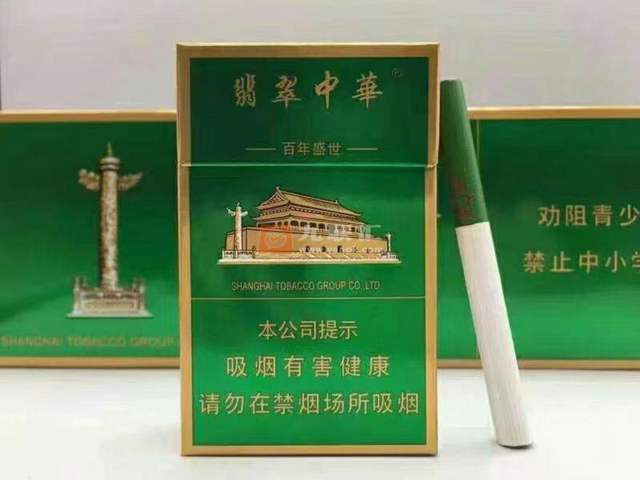 翡翠中華®
百年盛世
SHANGHAI TOBACCO GROUP CO., LTD
本公司提示
吸烟有害健康
请勿在禁烟场所吸烟
SHANGHAI TOBACCO GROUP
劝阻青少
禁止中小学